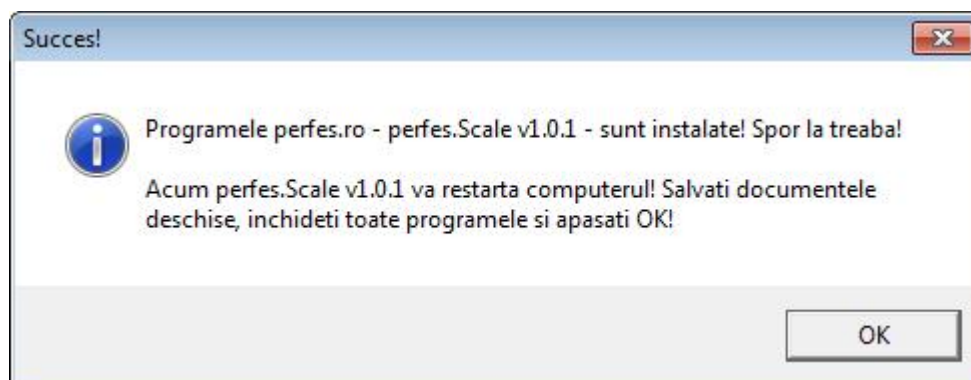 Succes!
Programele perfes.ro - perfes.Scale v1.0.1 - sunt instalate! Spor la treaba!
Acum perfes.Scale v1.0.1 va restarta computerul! Salvati documentele
deschise, inchideti toate programele si apasati OK!
OK